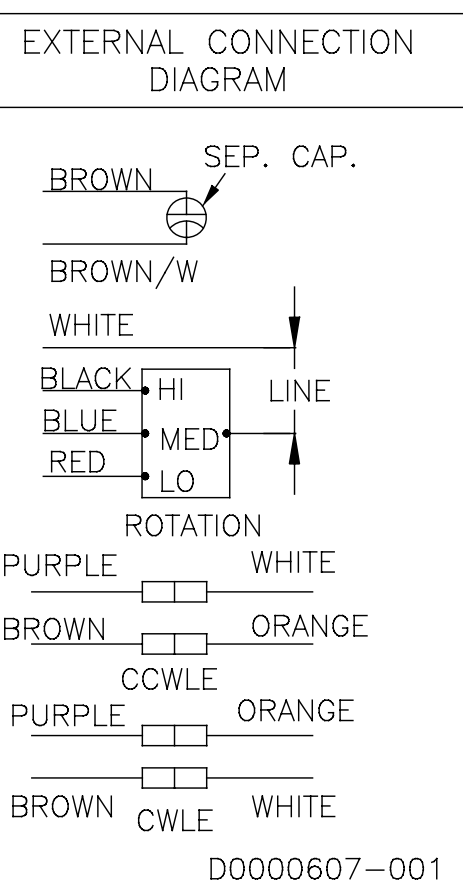 EXTERNAL CONNECTION
DIAGRAM
SEP. CAP.
BROWN
BROWN/W
WHITE
BLACK HI
LINE
BLUE MED
RED LO
ROTATION
PURPLE WHITE
BROWN ORANGE
CCWLE
PURPLE ORANGE
BROWN CWLE WHITE
D0000607-001